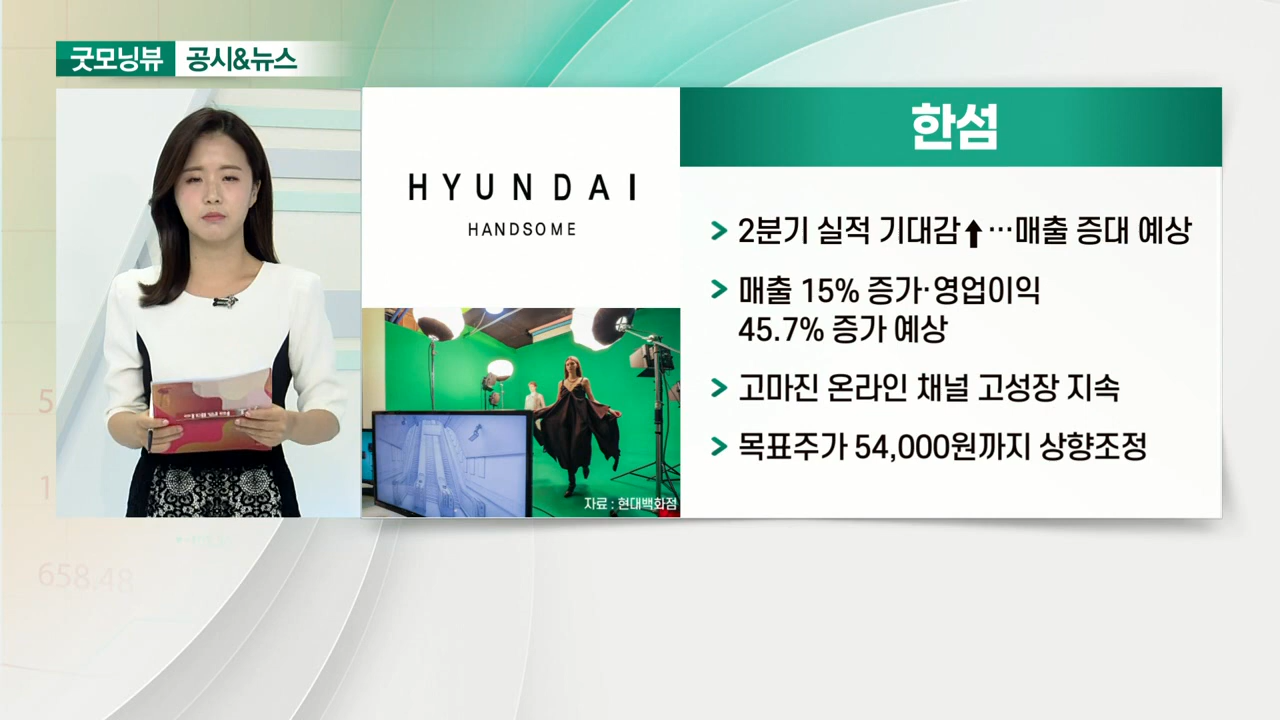 굿모닝뷰 공시&뉴스
HYUNDAI
HANDSOME
자료 : 현대백화점
한섬
2분기 실적 기대감⬆…매출 증대 예상
매출 15% 증가·영업이익
45.7% 증가 예상
고마진 온라인 채널 고성장 지속
목표주가 54,000원까지 상향조정
658.48